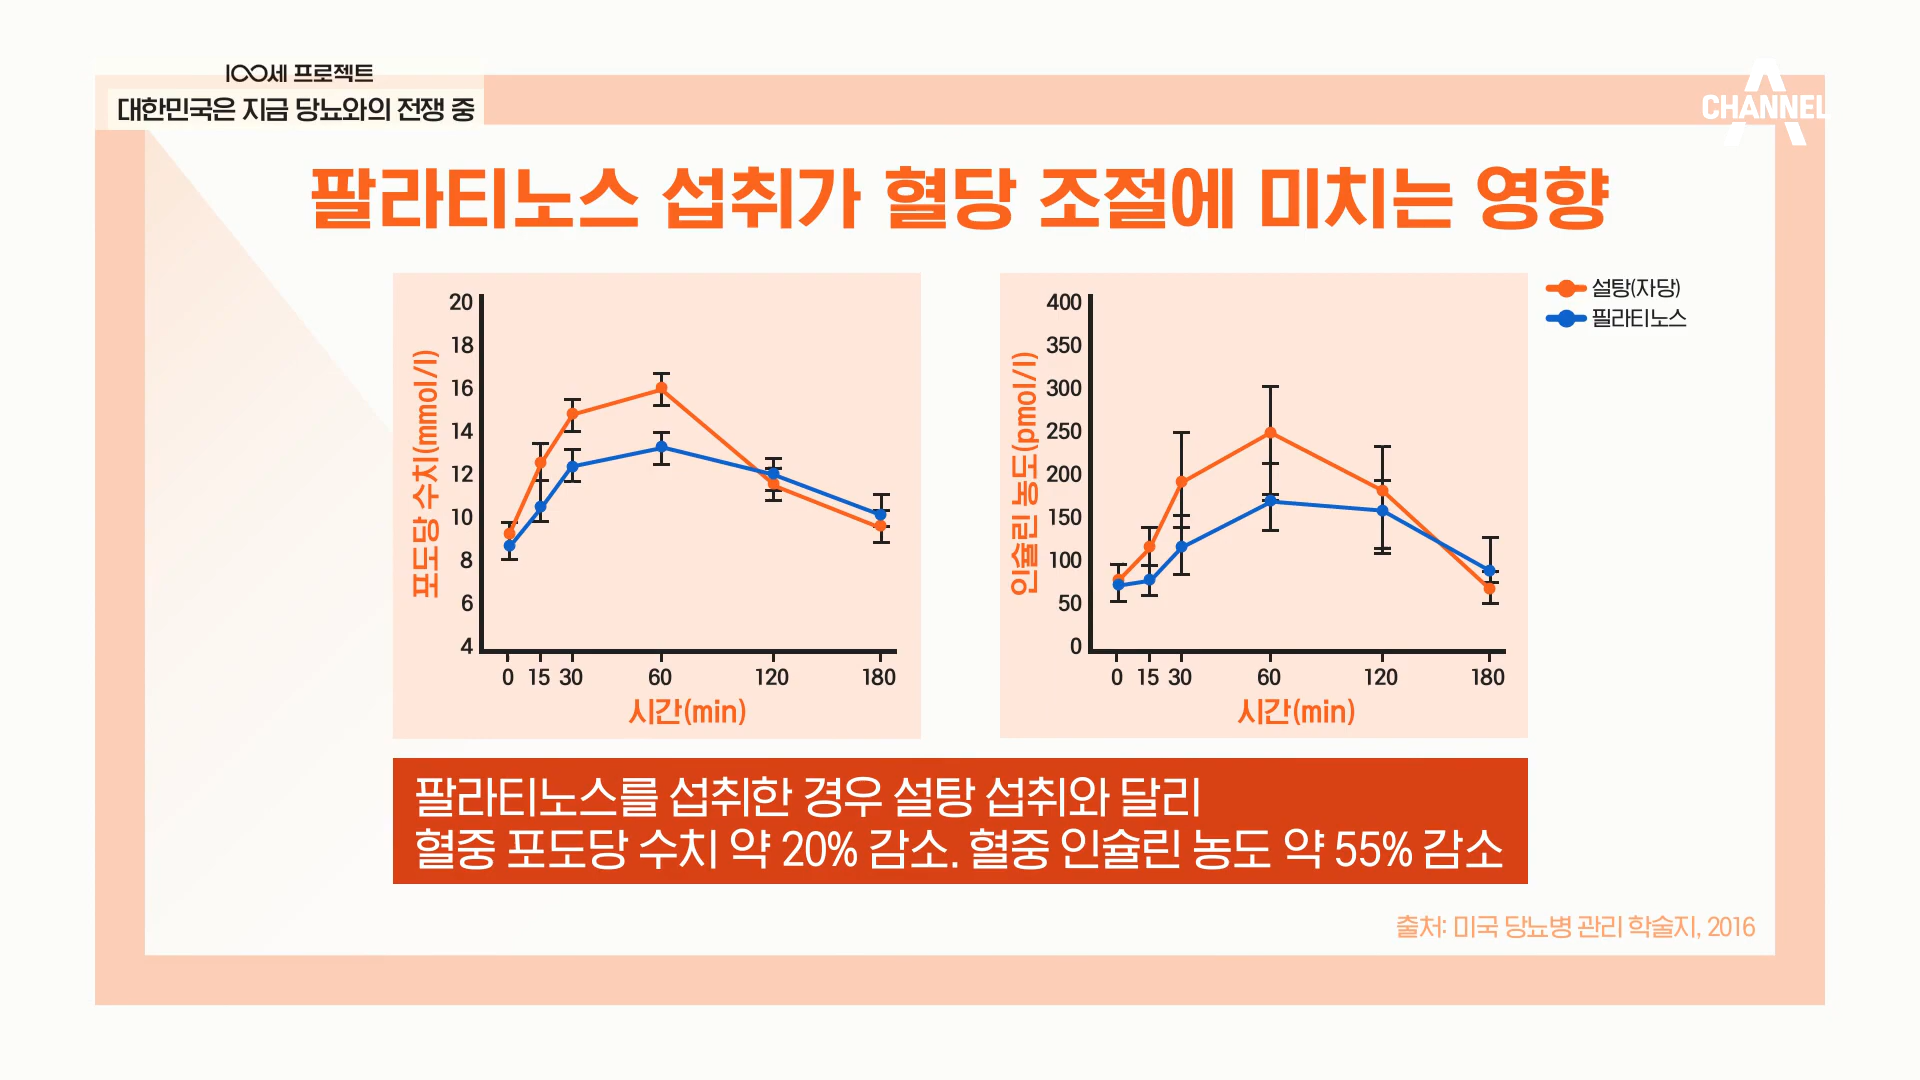 100세 프로젝트
대한민국은 지금 당뇨와의 전쟁 중
CHANNEL A
팔라티노스 섭취가 혈당 조절에 미치는 영향
포도당 수치(mmol/l)
20
18
16
14
12
10
8
6
4
0 15 30 60 120 180
시간(min)
인슐린 농도(pmol/l)
400
350
300
250
200
150
100
50
0
0 15 30 60 120 180
시간(min)
설탕(자당)
필라티노스
팔라티노스를 섭취한 경우 설탕 섭취와 달리
혈중 포도당 수치 약 20% 감소. 혈중 인슐린 농도 약 55% 감소
출처: 미국 당뇨병 관리 학술지, 2016